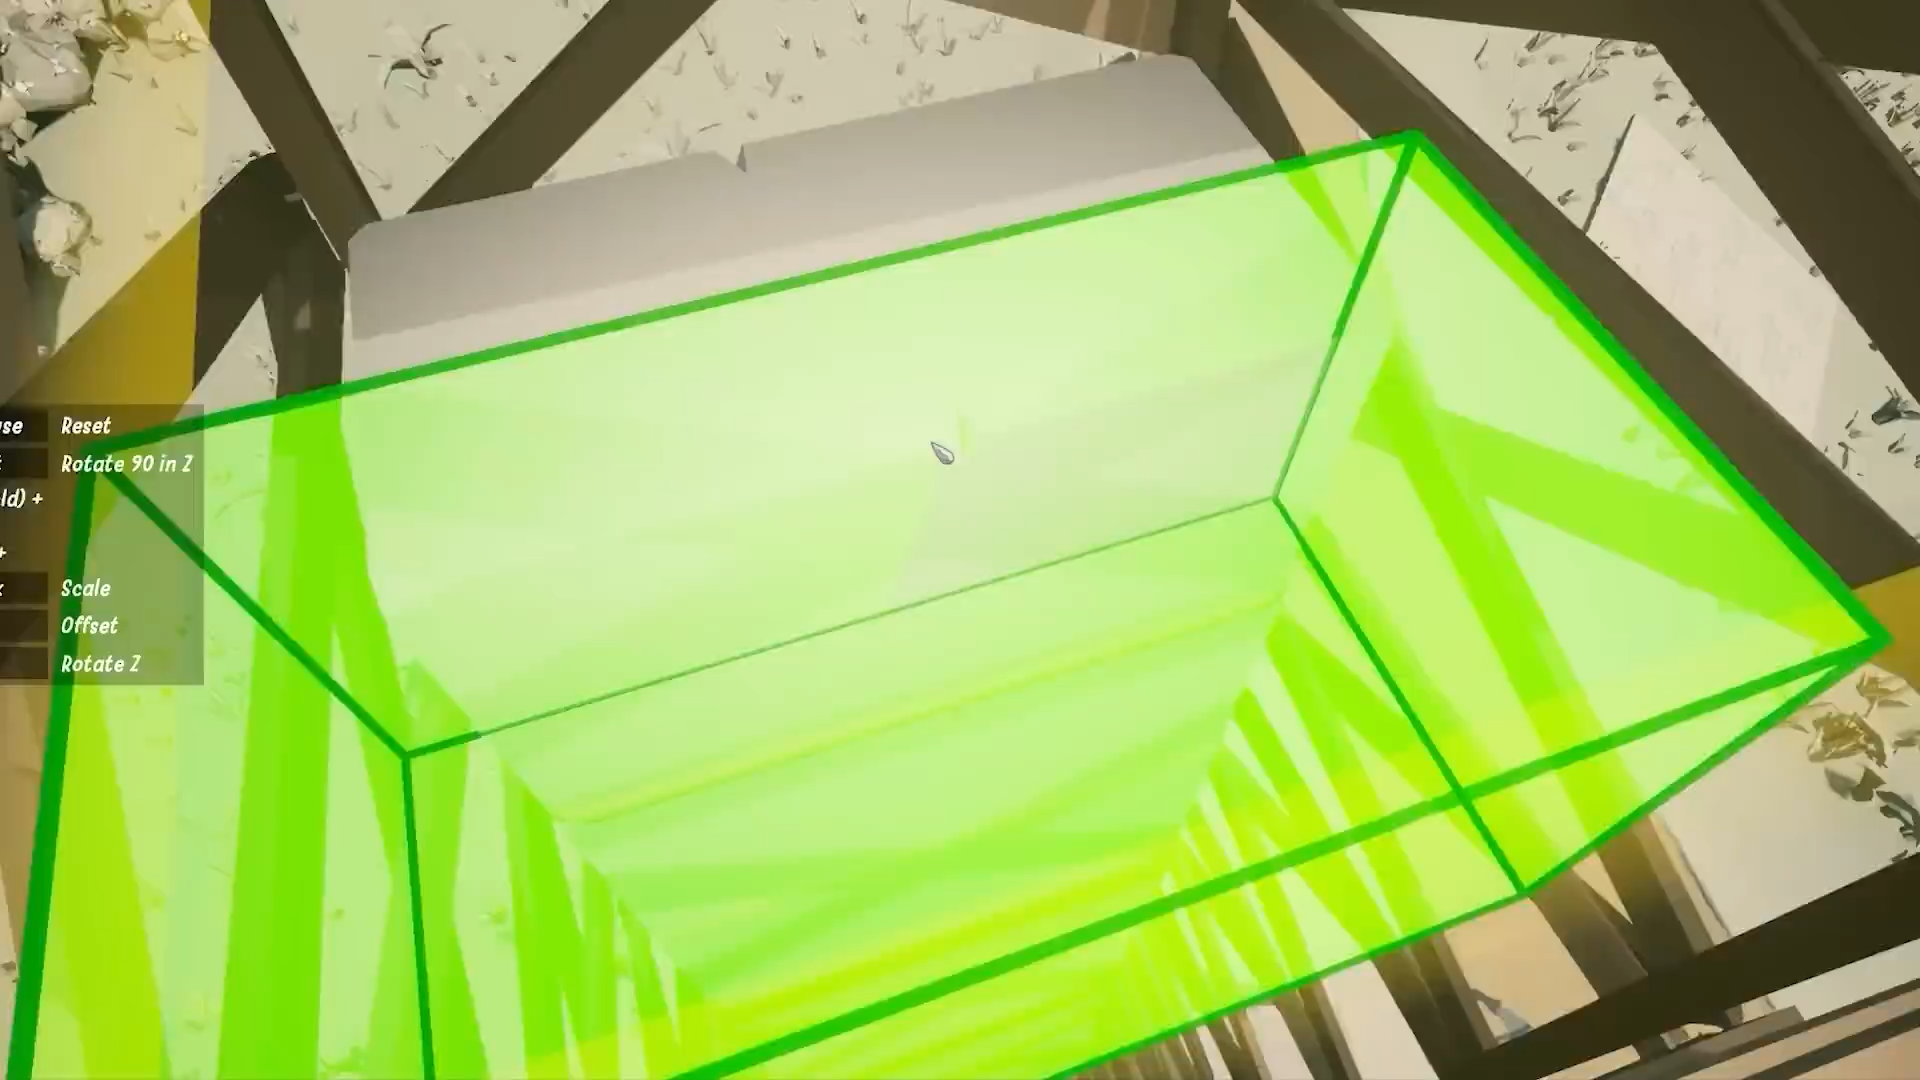 Reset
Rotate 90 in Z
+
+
Scale
Offset
Rotate Z